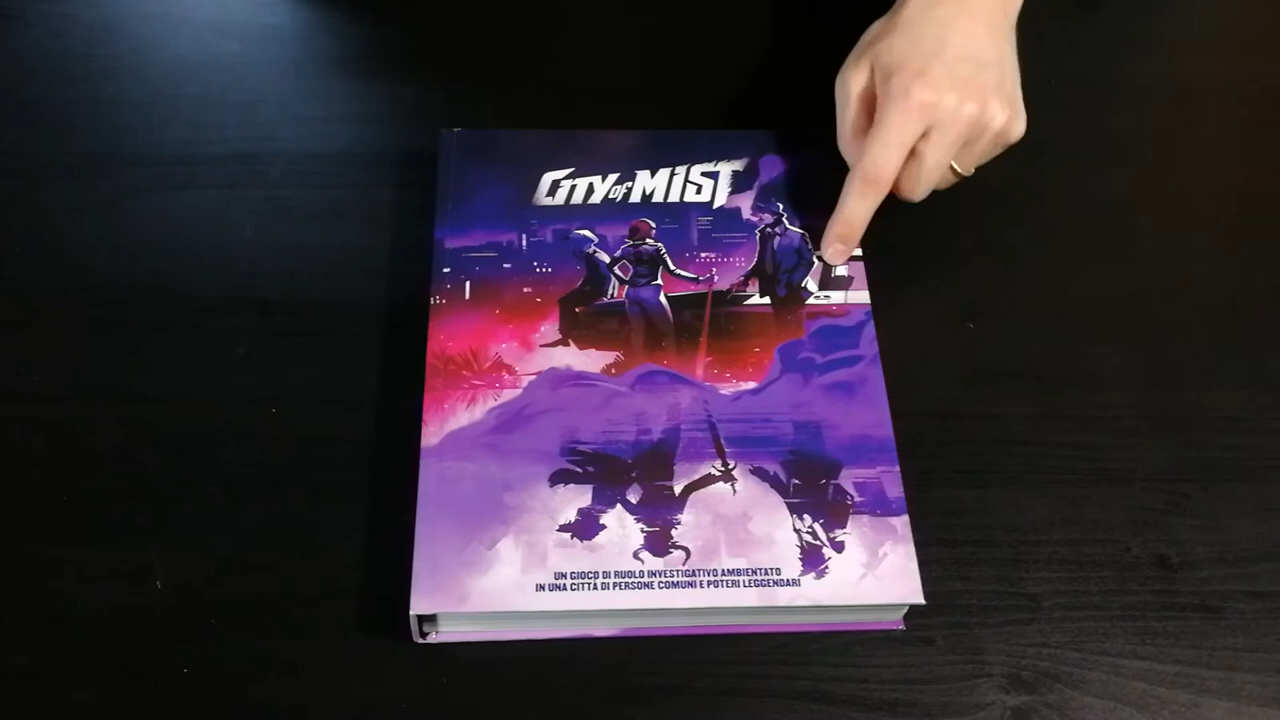 CITY of MIST
UN GIOCO DI RUOLO INVESTIGATIVO AMBIENTATO
IN UNA CITTÀ DI PERSONE COMUNI E POTERI LEGGENDARI